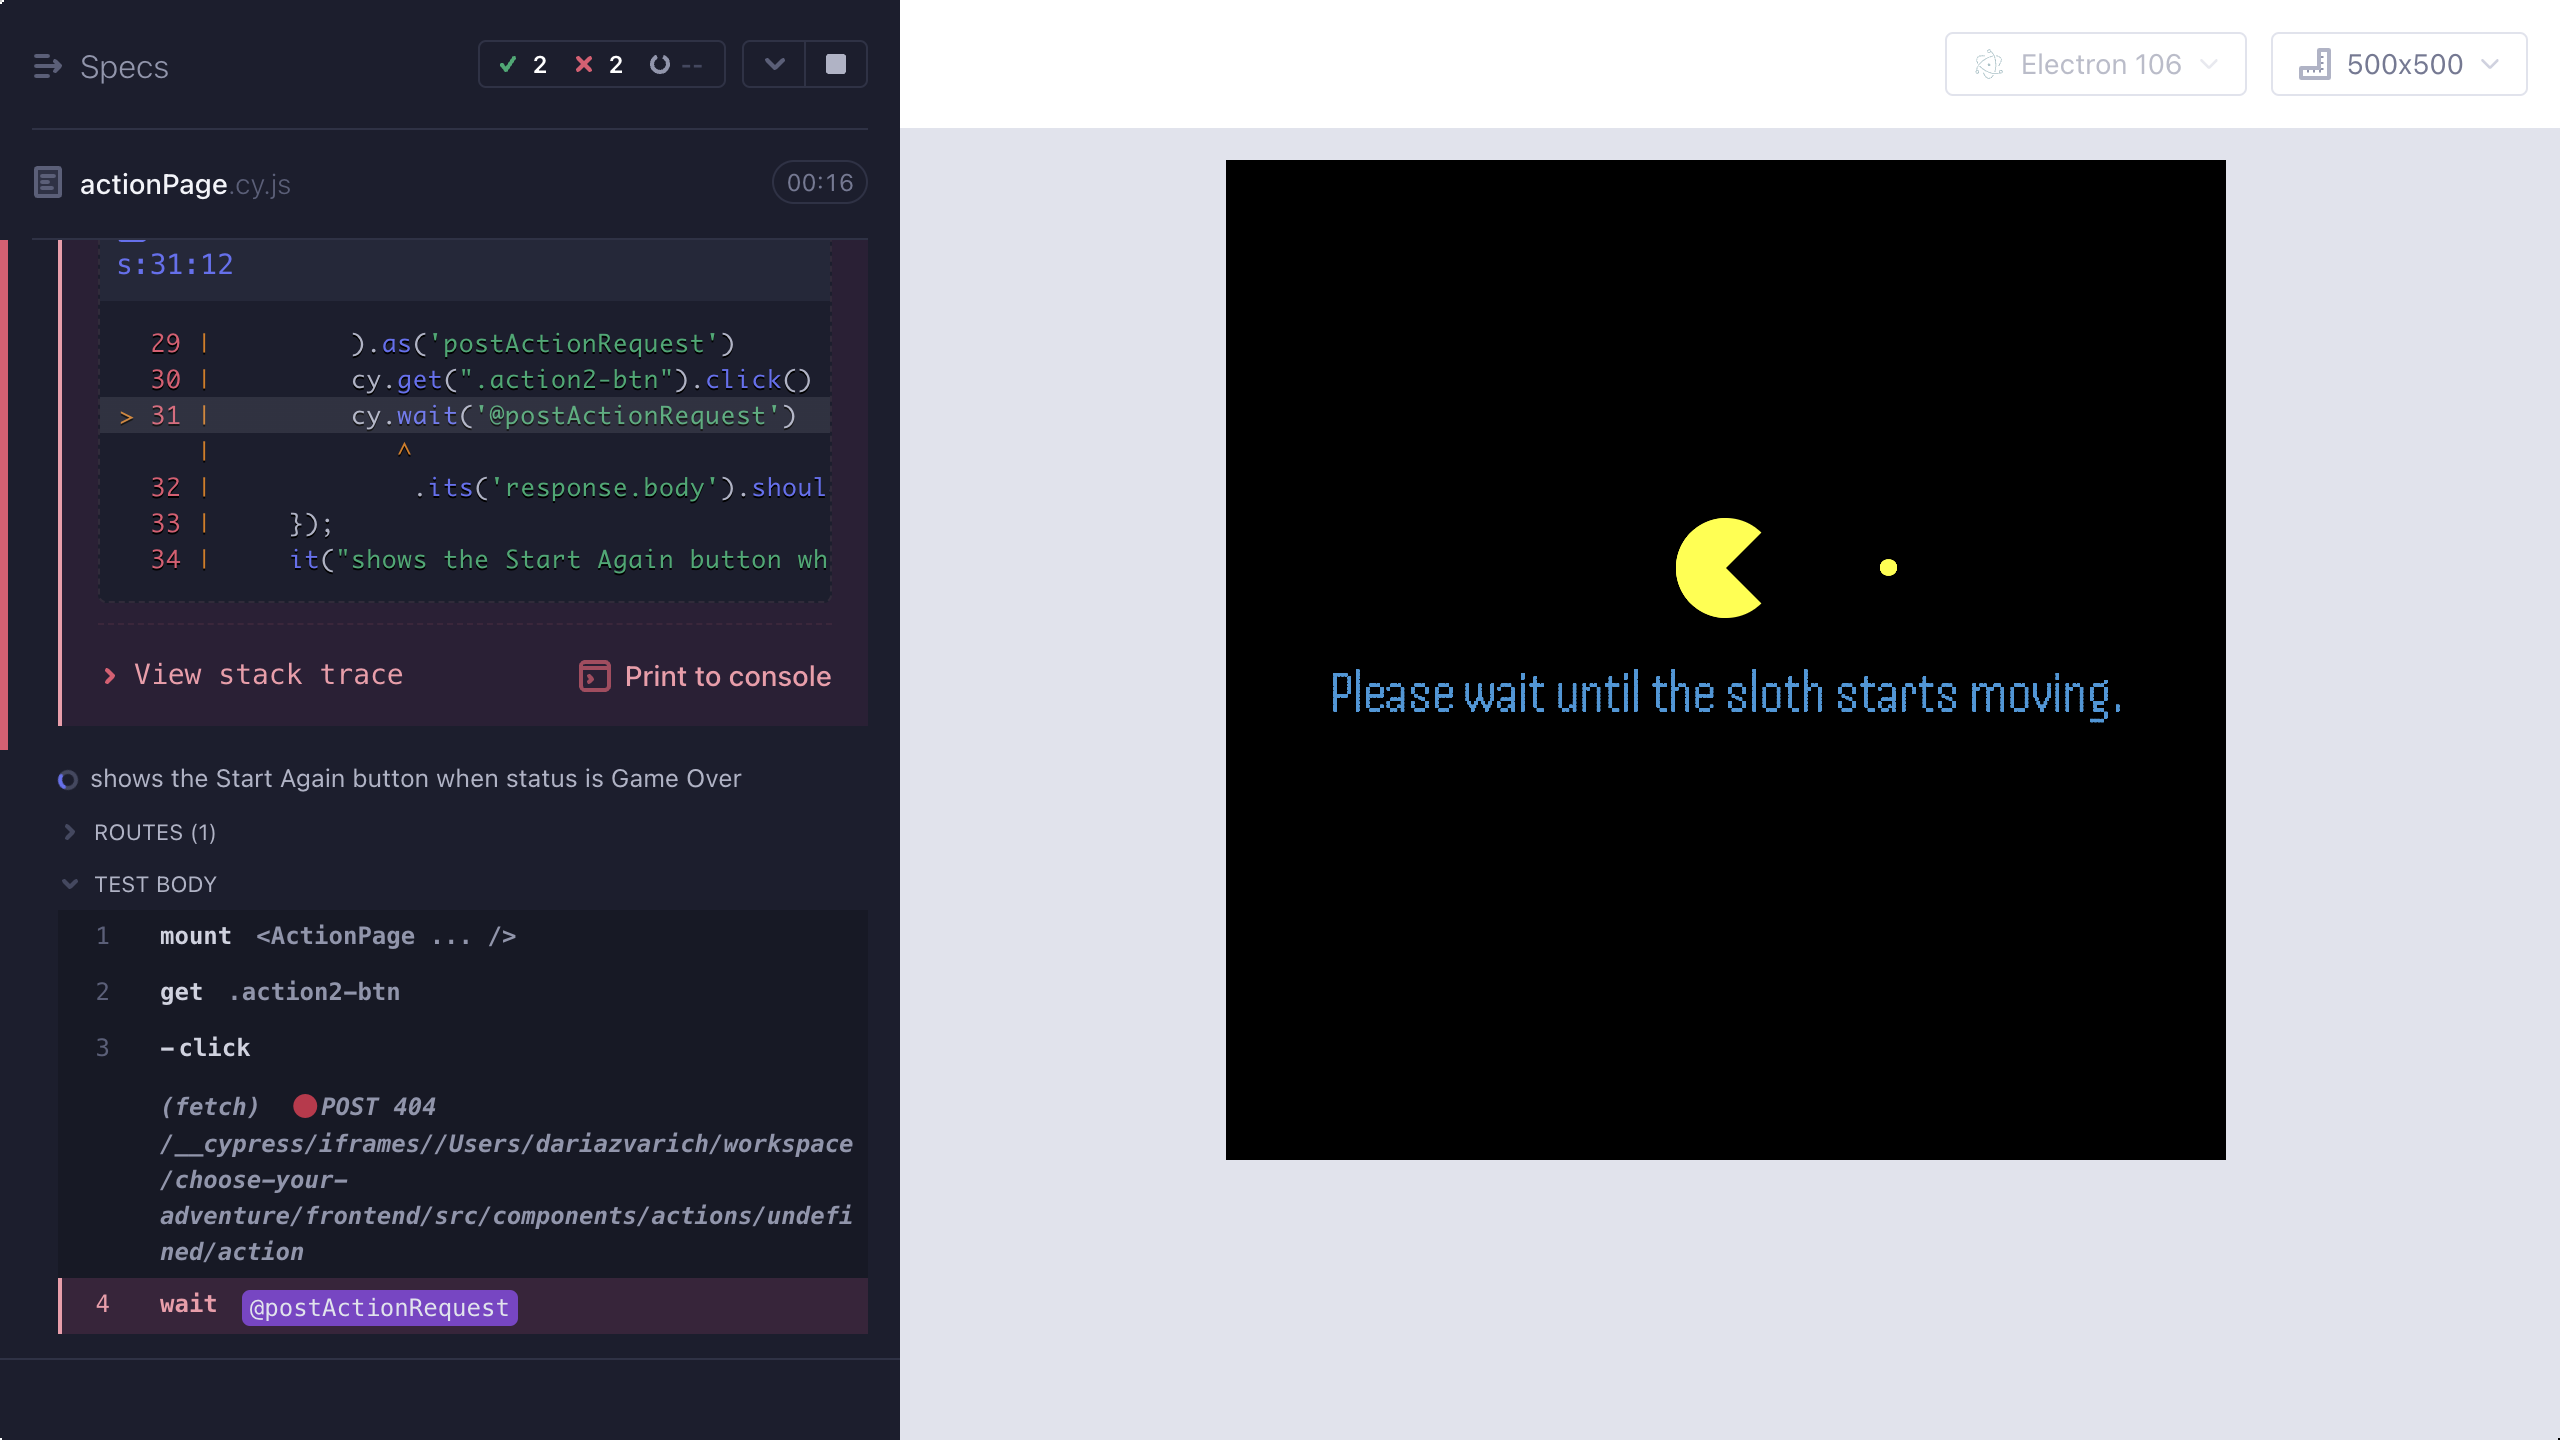 Specs
2 2 --
Electron 106
500x500
actionPage.cy.js
00:16
s:31:12
29 | ).as('postActionRequest')
30 | cy.get(".action2-btn").click()
> 31 | cy.wait('@postActionRequest')
| ^
32 | .its('response.body').shoul
33 | });
34 | it("shows the Start Again button wh
View stack trace
Print to console
shows the Start Again button when status is Game Over
ROUTES (1)
TEST BODY
1 mount <ActionPage ... />
2 get .action2-btn
3 -click
(fetch) POST 404
/__cypress/iframes//Users/dariazvarich/workspace
/choose-your-
adventure/frontend/src/components/actions/undefi
ned/action
4 wait @postActionRequest
Please wait until the sloth starts moving.